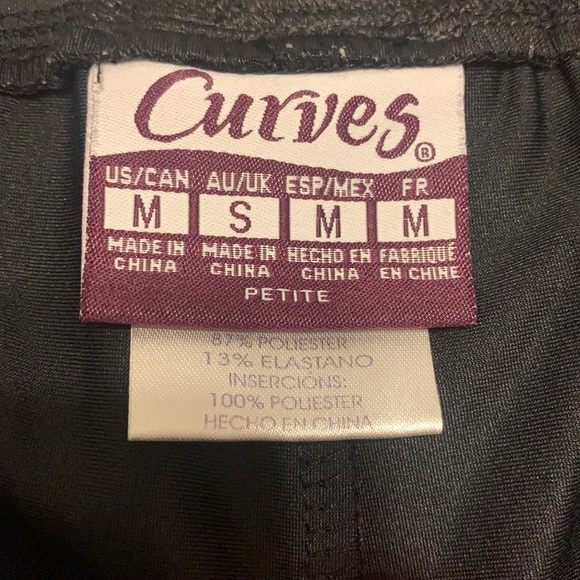 Curves®
US/CAN AU/UK ESP/MEX FR
M S M M
MADE IN MADE IN HECHO EN FABRIQUÉ
CHINA CHINA CHINA EN CHINE
PETITE
87% POLIESTER
13% ELASTANO
INSERCIÓNS:
100% POLIESTER
HECHO EN CHINA